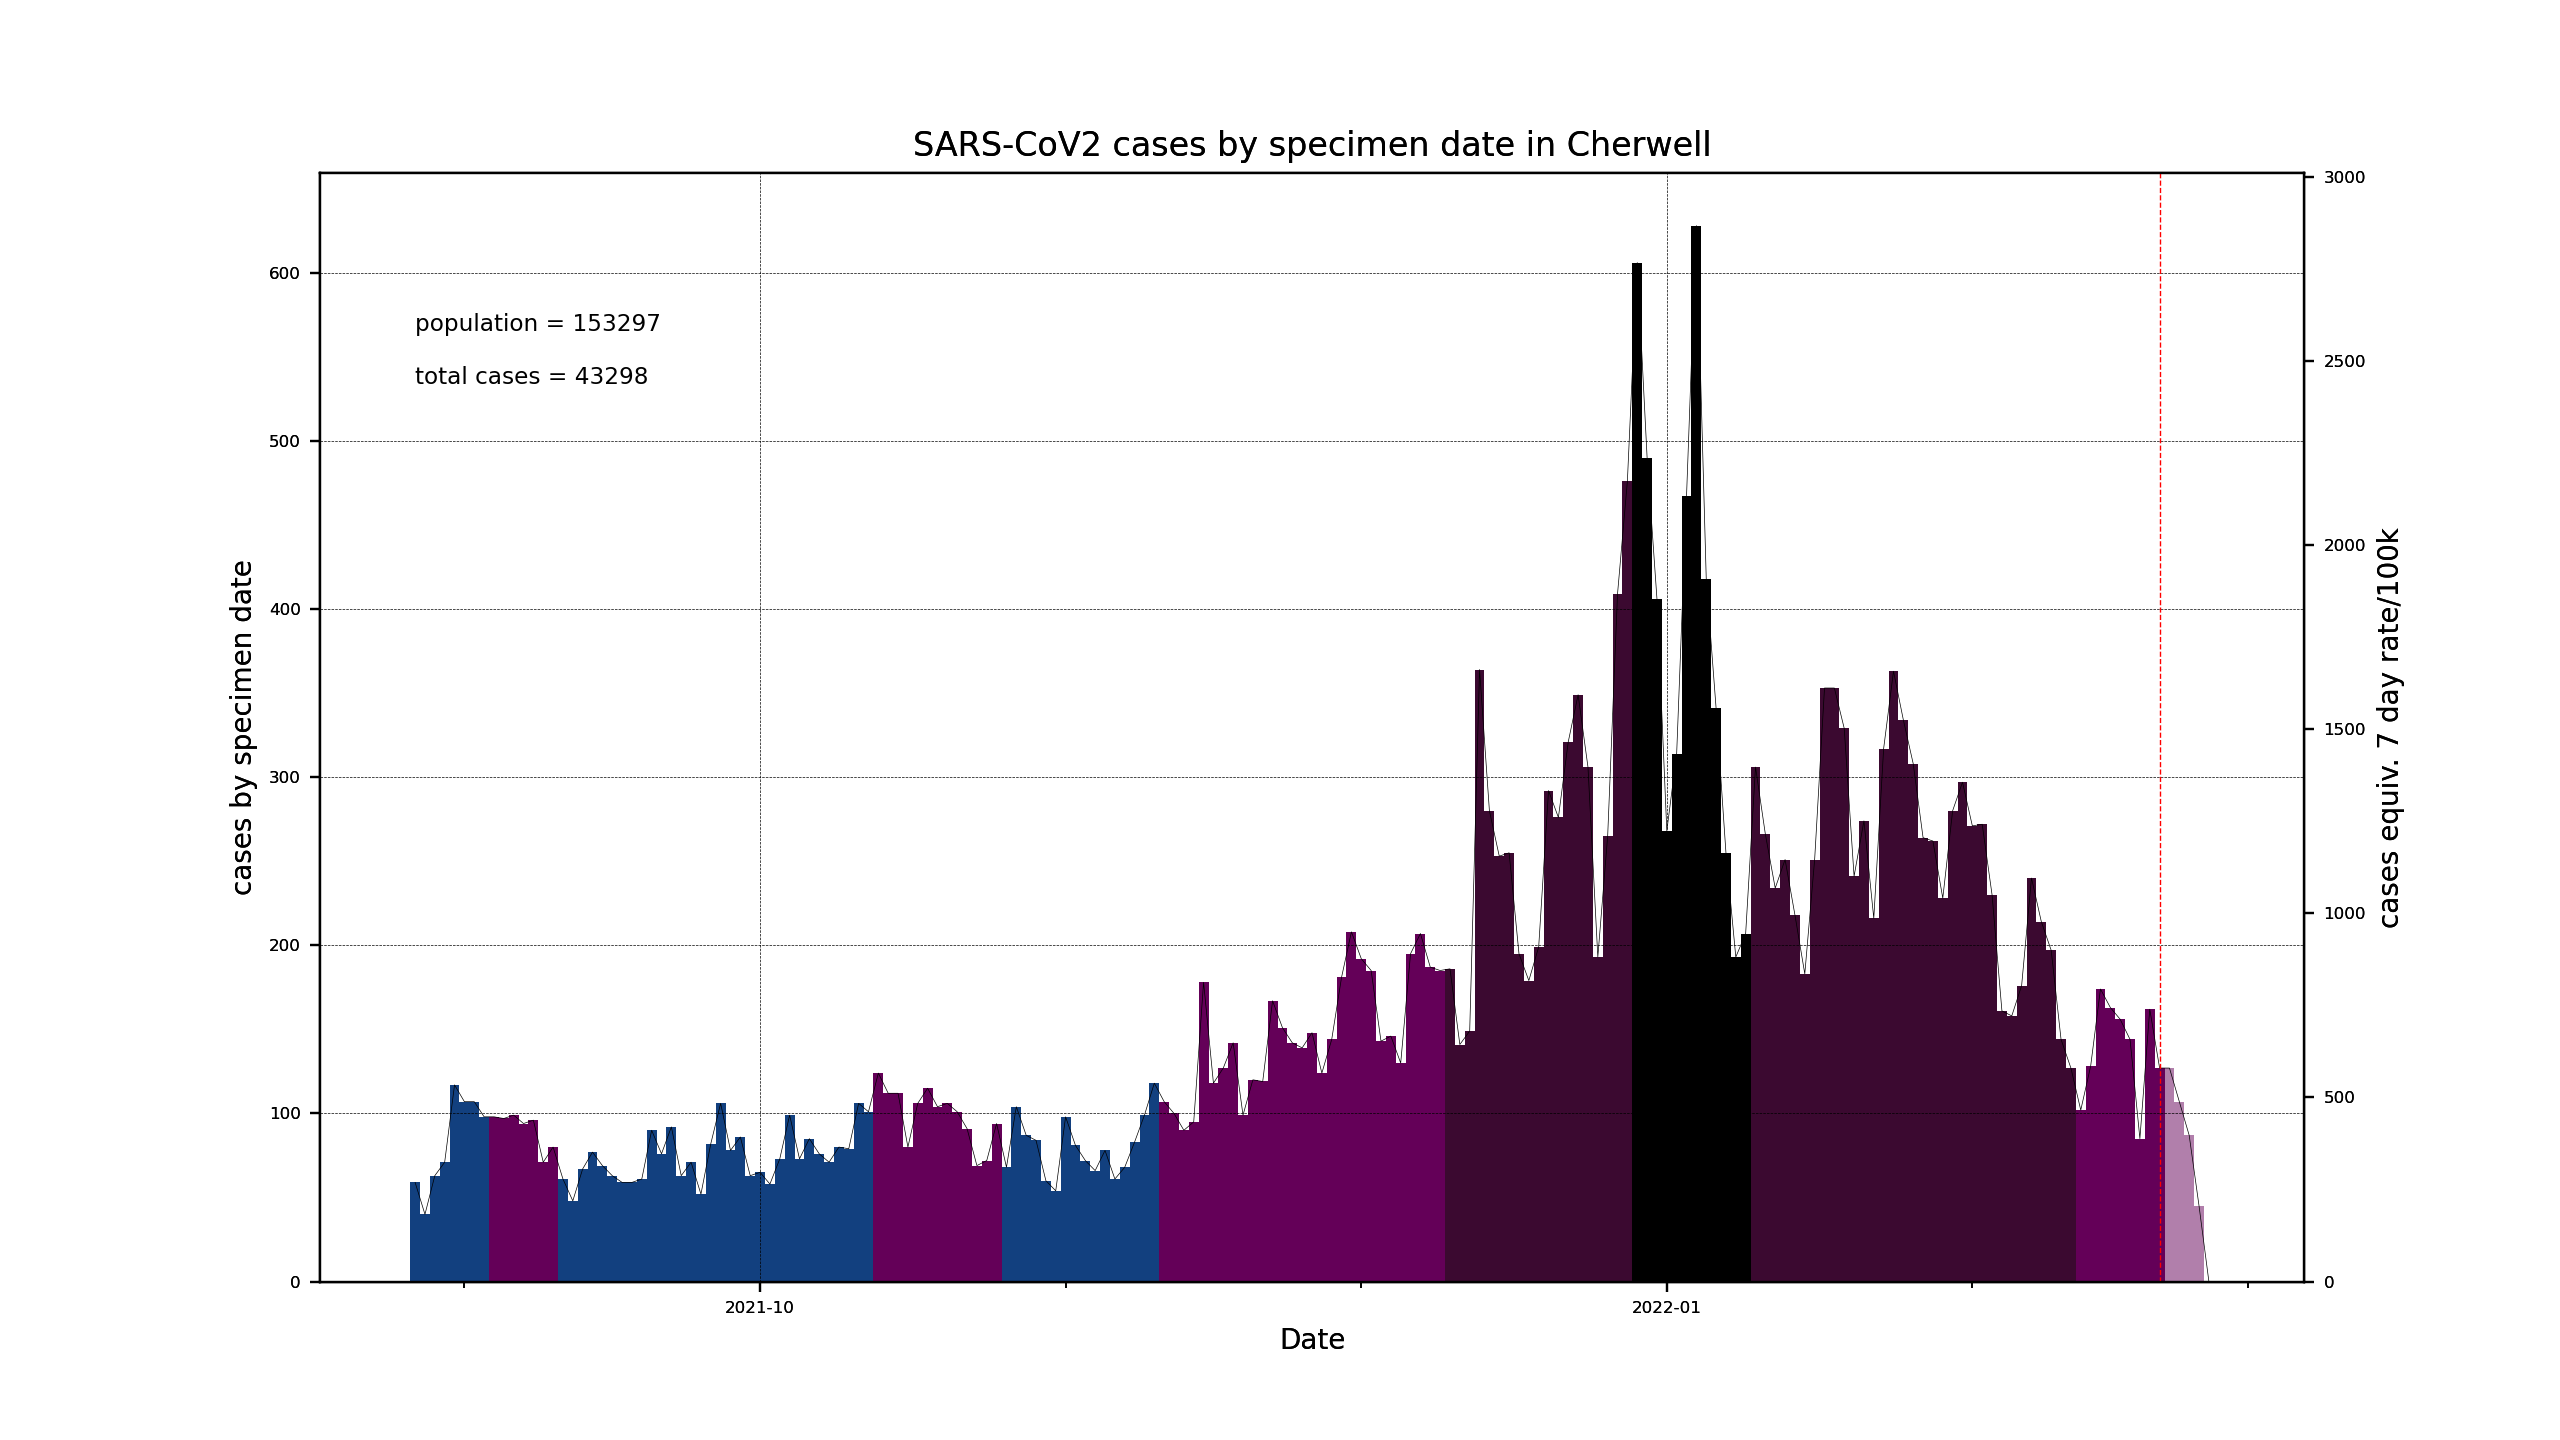 SARS-CoV2 cases by specimen date in Cherwell
population = 153297
total cases = 43298
cases by specimen date
600
500
400
300
200
100
0
3000
2500
2000
1500
1000
500
0
cases equiv. 7 day rate/100k
2021-10
2022-01
Date